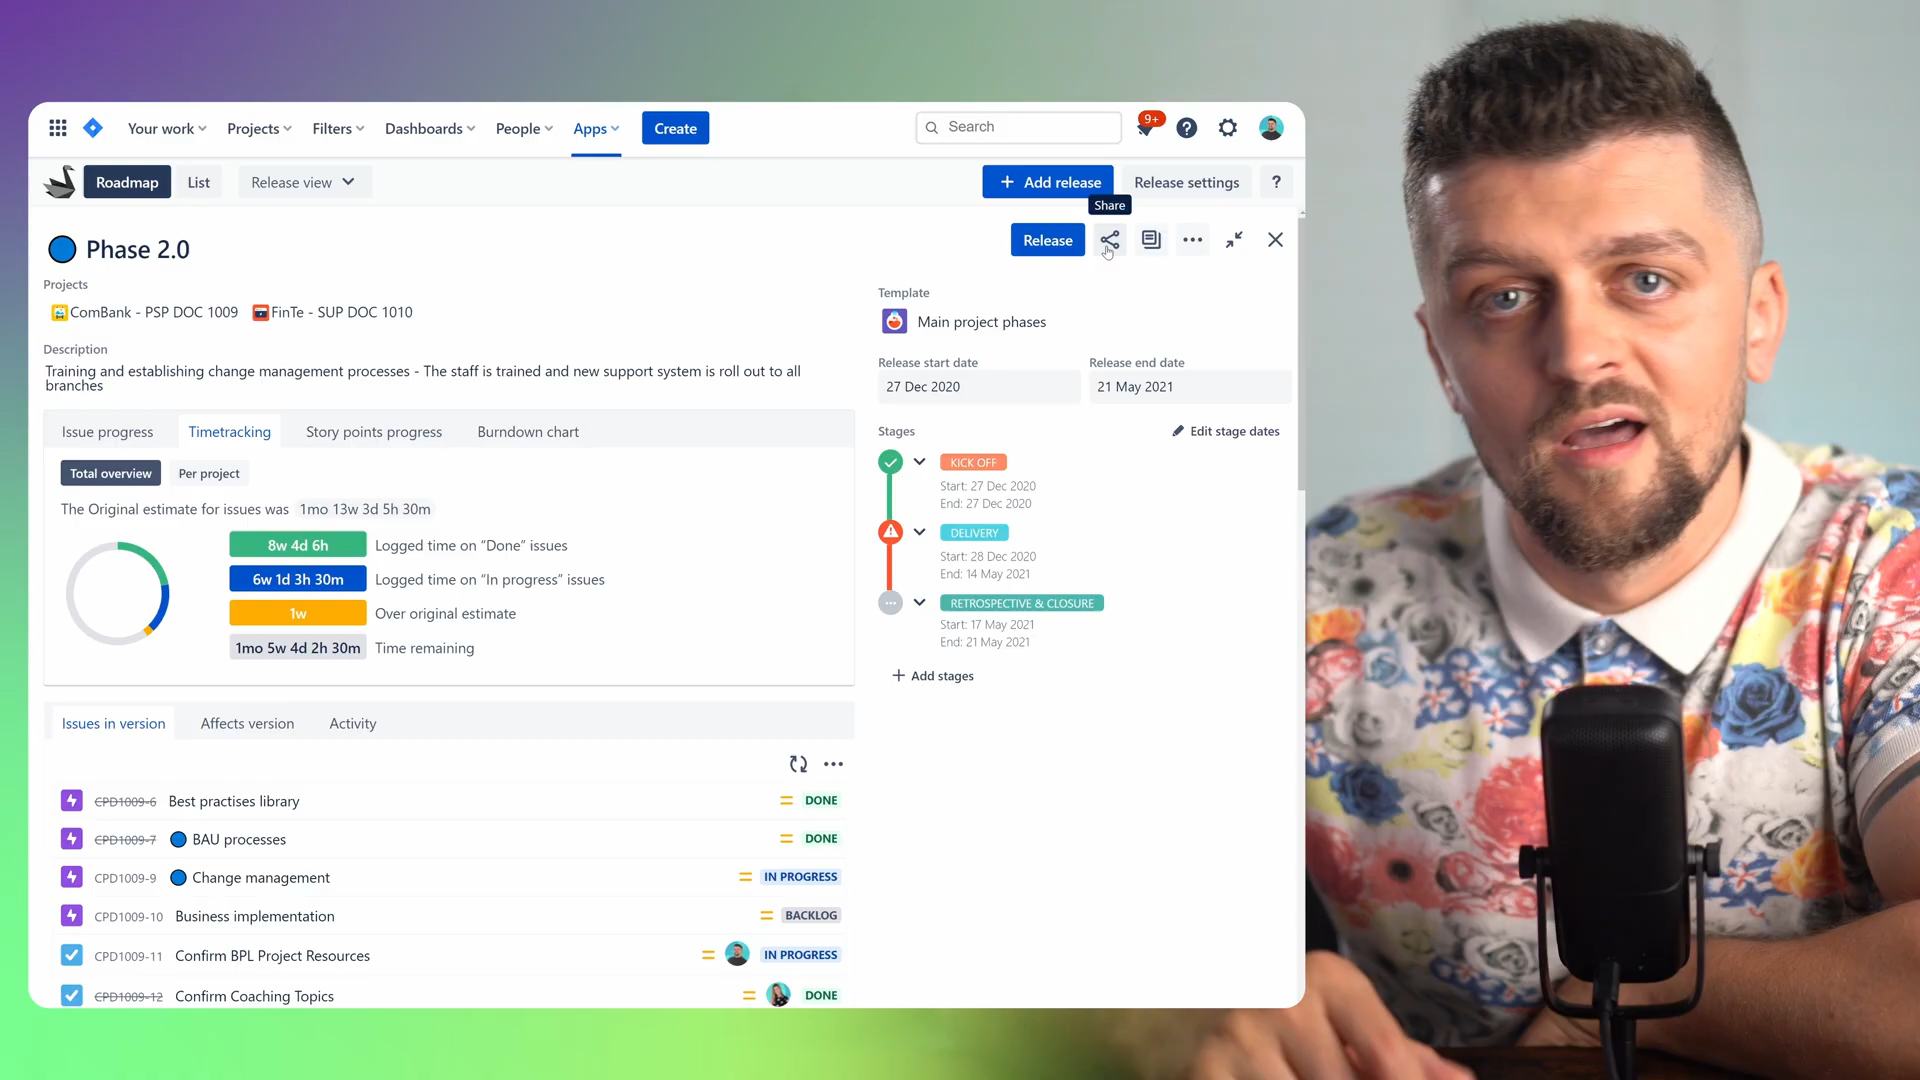 Your work Projects Filters Dashboards People Apps Create Search 9+
Roadmap List Release view + Add release Release settings ?
Share
Phase 2.0 Release
Projects
ComBank - PSP DOC 1009 FinTe - SUP DOC 1010
Description
Training and establishing change management processes - The staff is trained and new support system is roll out to all
branches
Issue progress Timetracking Story points progress Burndown chart
Total overview Per project
The Original estimate for issues was 1mo 13w 3d 5h 30m
8w 4d 6h Logged time on “Done” issues
6w 1d 3h 30m Logged time on “In progress” issues
1w Over original estimate
1mo 5w 4d 2h 30m Time remaining
Issues in version Affects version Activity
CPD1009-6 Best practises library DONE
CPD1009-7 BAU processes DONE
CPD1009-9 Change management IN PROGRESS
CPD1009-10 Business implementation BACKLOG
CPD1009-11 Confirm BPL Project Resources IN PROGRESS
CPD1009-12 Confirm Coaching Topics DONE
Template
Main project phases
Release start date Release end date
27 Dec 2020 21 May 2021
Stages Edit stage dates
KICK OFF
Start: 27 Dec 2020
End: 27 Dec 2020
DELIVERY
Start: 28 Dec 2020
End: 14 May 2021
RETROSPECTIVE & CLOSURE
Start: 17 May 2021
End: 21 May 2021
+ Add stages